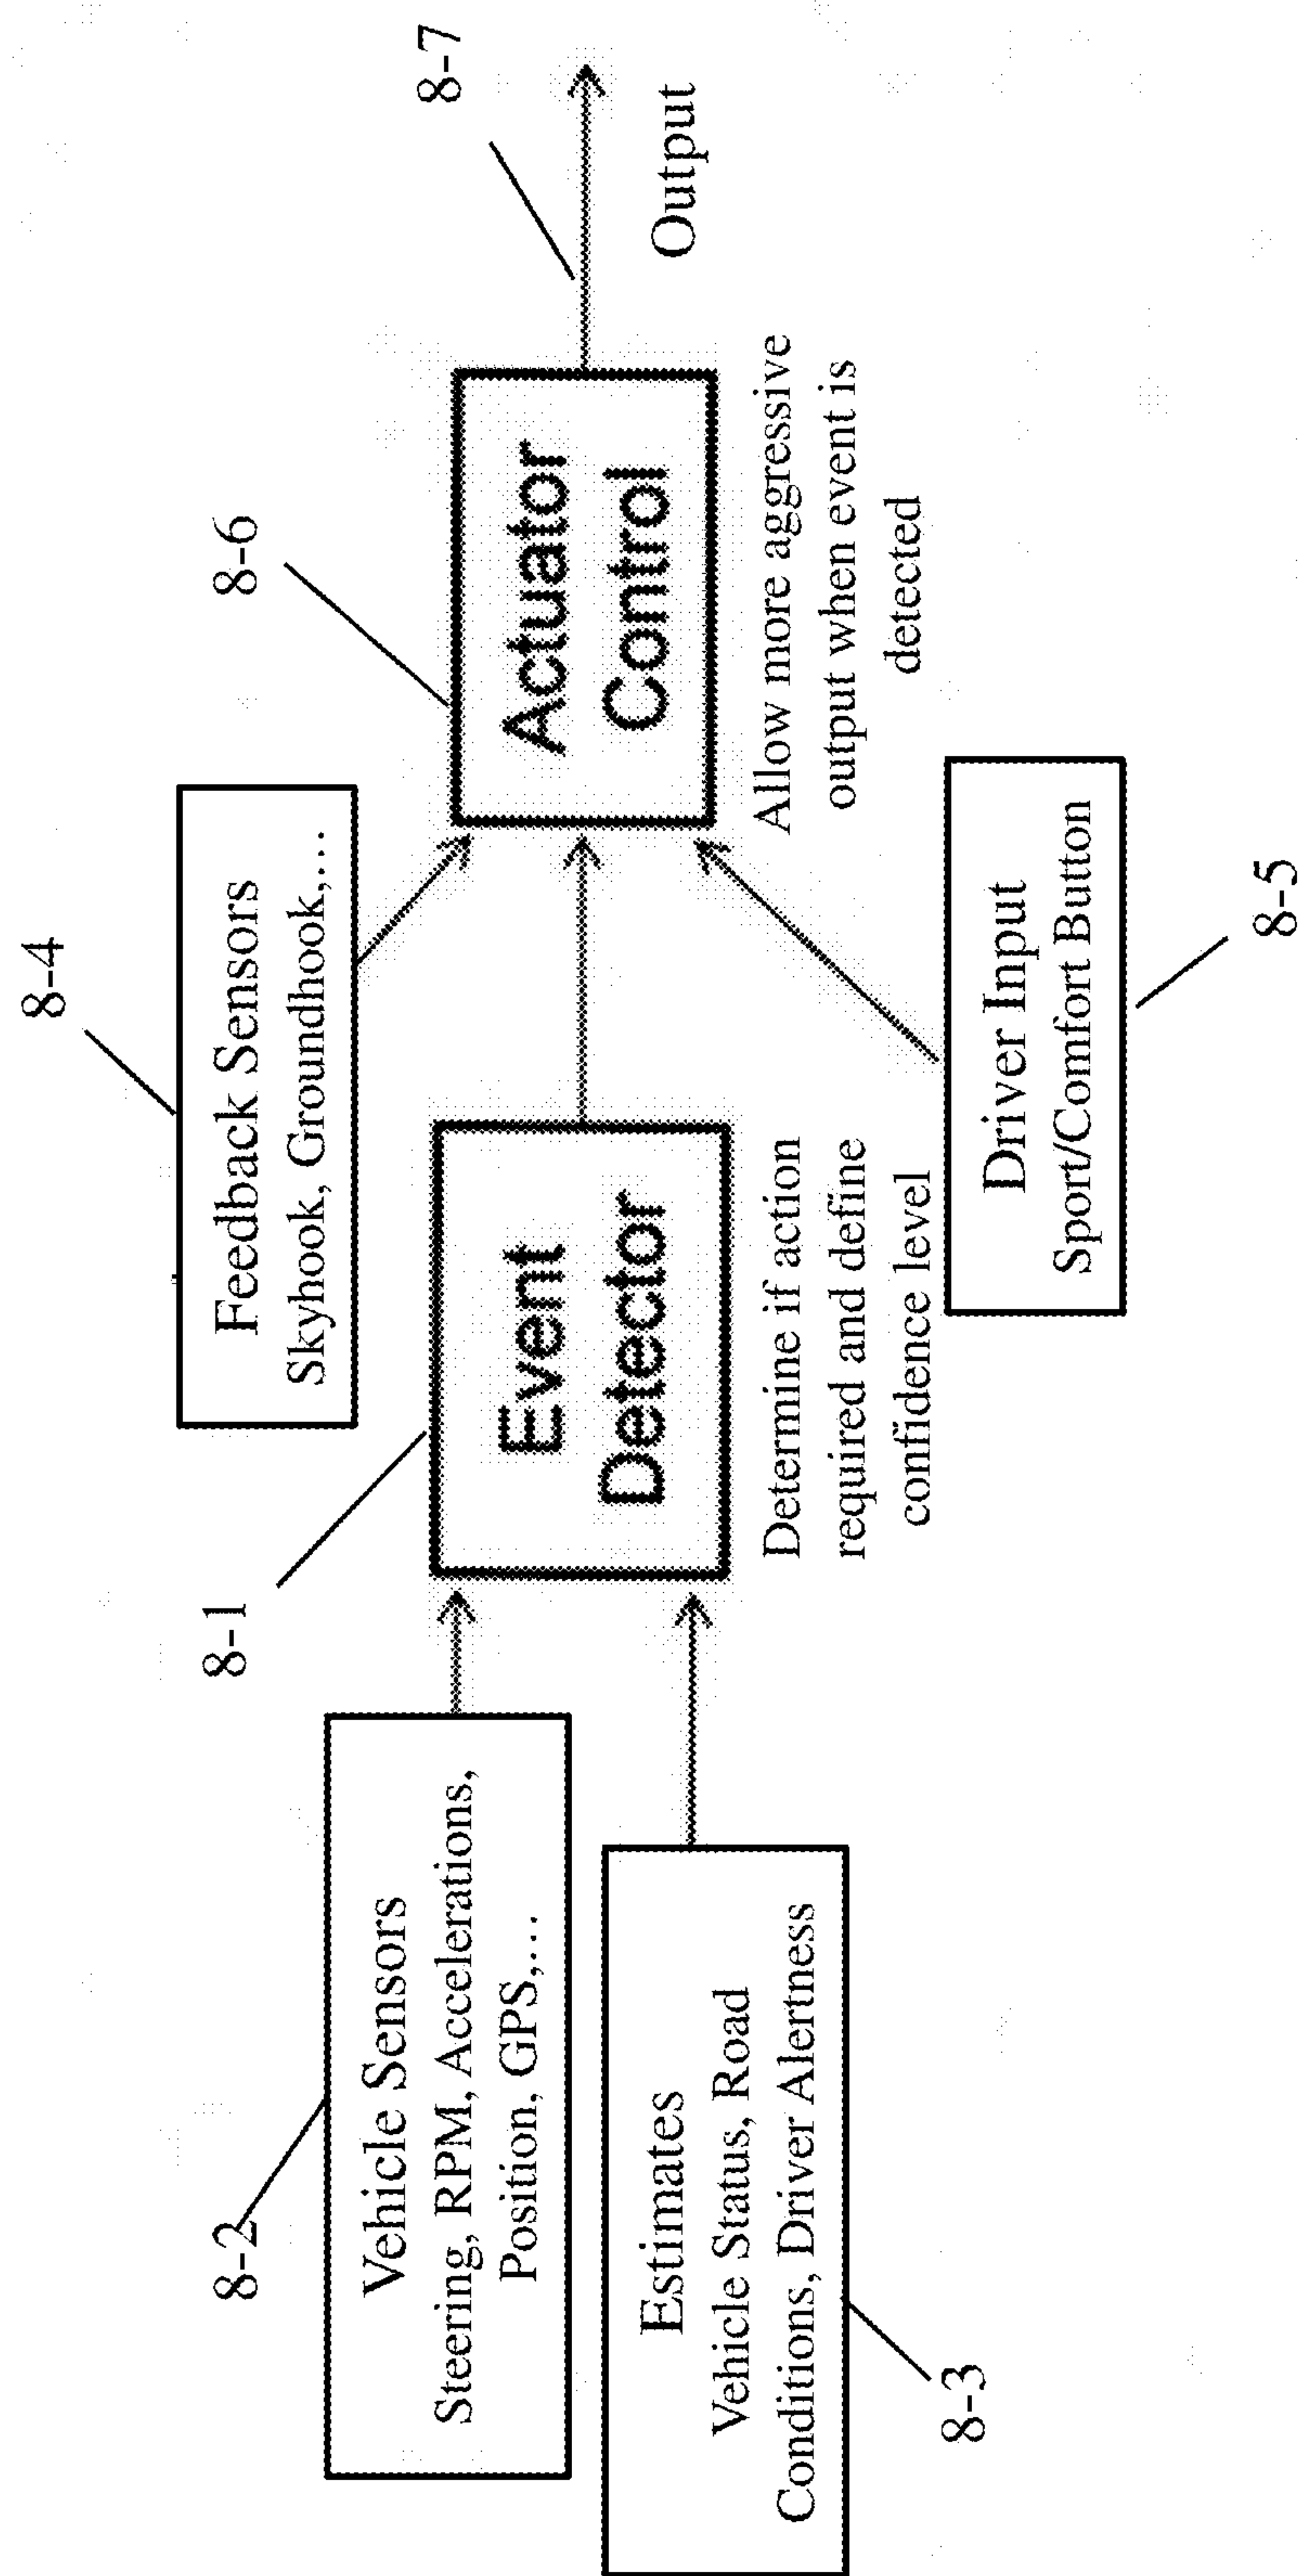 8-2
Vehicle Sensors
Steering, RPM, Accelerations,
Position, GPS,...
Estimates
Vehicle Status, Road
Conditions, Driver Alertness
8-3
8-1
Event
Detector
Determine if action
required and define
confidence level
8-4
Feedback Sensors
Skyhook, Groundhook,...
Driver Input
Sport/Comfort Button
8-5
8-6
Actuator
Control
Allow more aggressive
output when event is
detected
8-7
Output